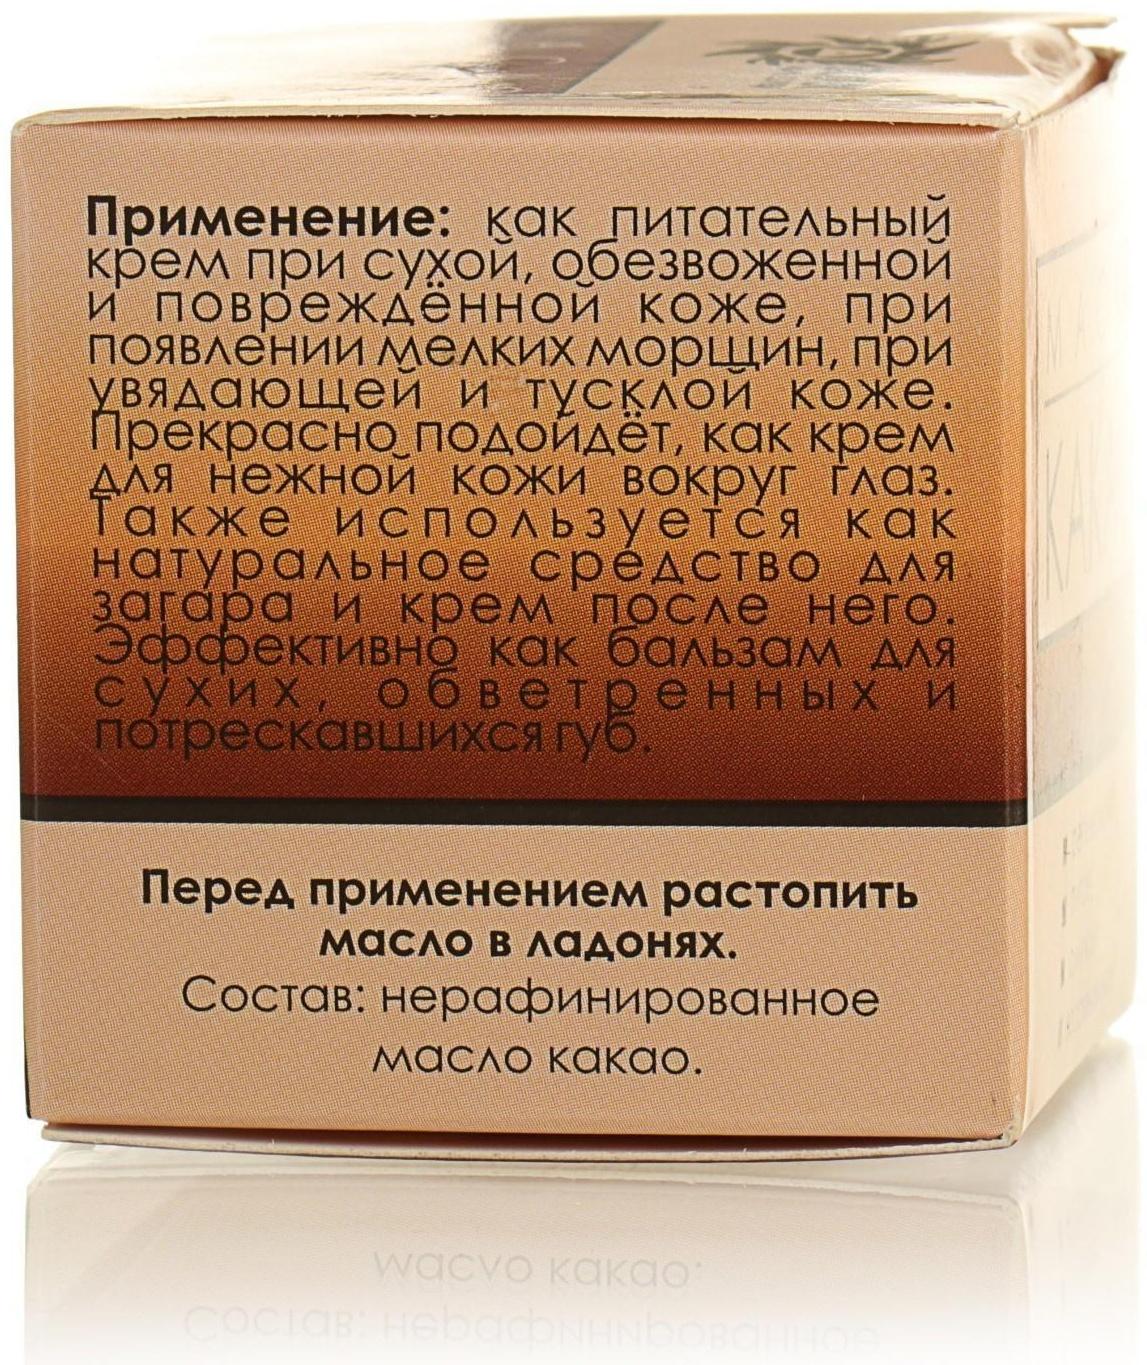 Применение: как питательный
крем при сухой, обезвоженной
и повреждённой коже, при
появлении мелких морщин, при
увядающей и тусклой коже.
Прекрасно подойдёт, как крем
для нежной кожи вокруг глаз.
Также используется как
натуральное средство для
загара и крем после него.
Эффективно как бальзам для
сухих, обветренных и
потрескавшихся губ.
Перед применением растопить
масло в ладонях.
Состав: нерафинированное
масло какао.